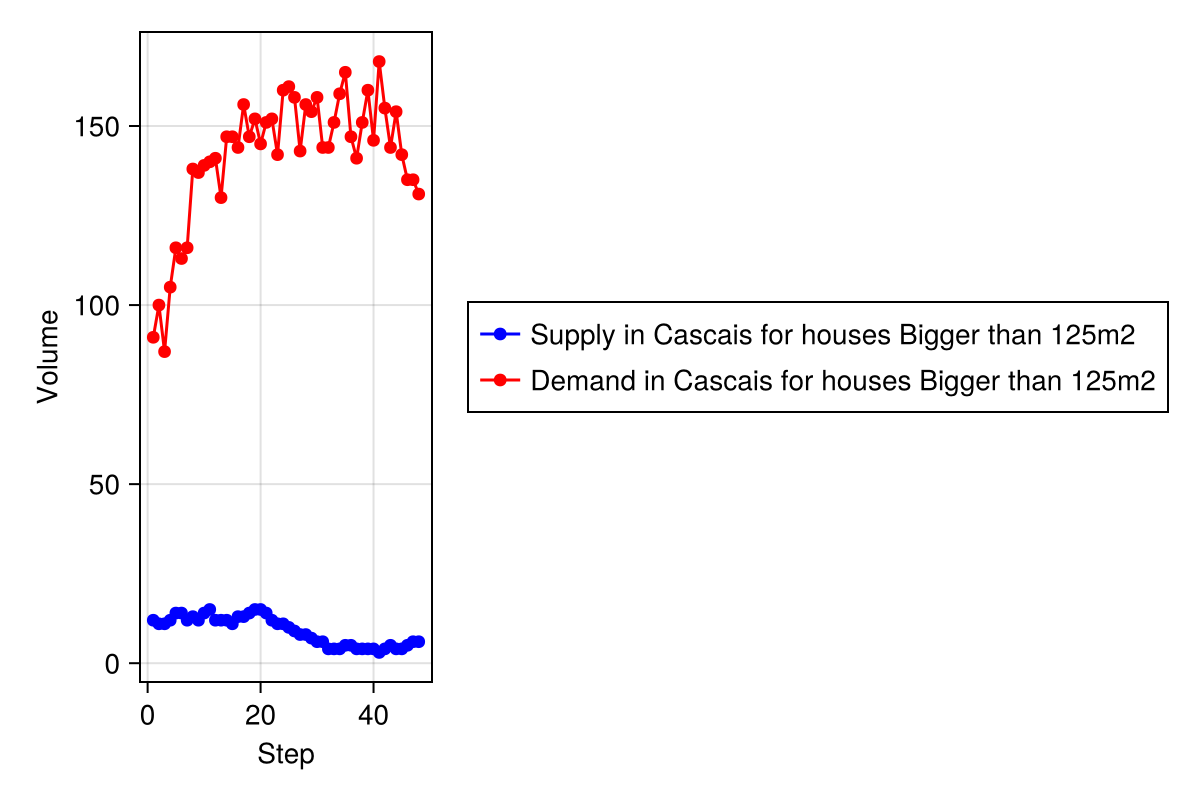 150
100
50
0
Volume
0 20 40
Step
Supply in Cascais for houses Bigger than 125m2
Demand in Cascais for houses Bigger than 125m2